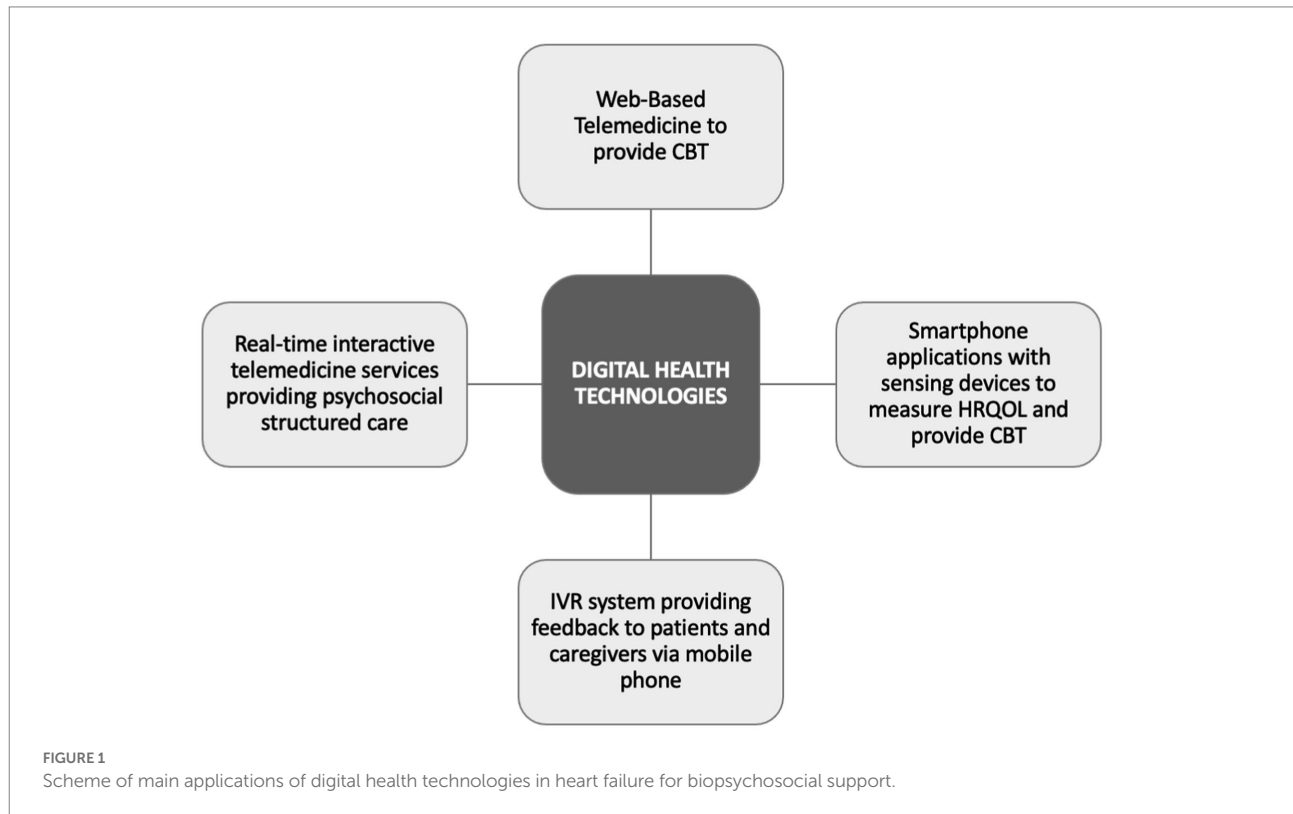 Web-Based
Telemedicine to
provide CBT
Real-time interactive
telemedicine services
providing psychosocial
structured care
DIGITAL HEALTH
TECHNOLOGIES
Smartphone
applications with
sensing devices to
measure HRQOL and
provide CBT
IVR system providing
feedback to patients and
caregivers via mobile
phone
FIGURE 1
Scheme of main applications of digital health technologies in heart failure for biopsychosocial support.